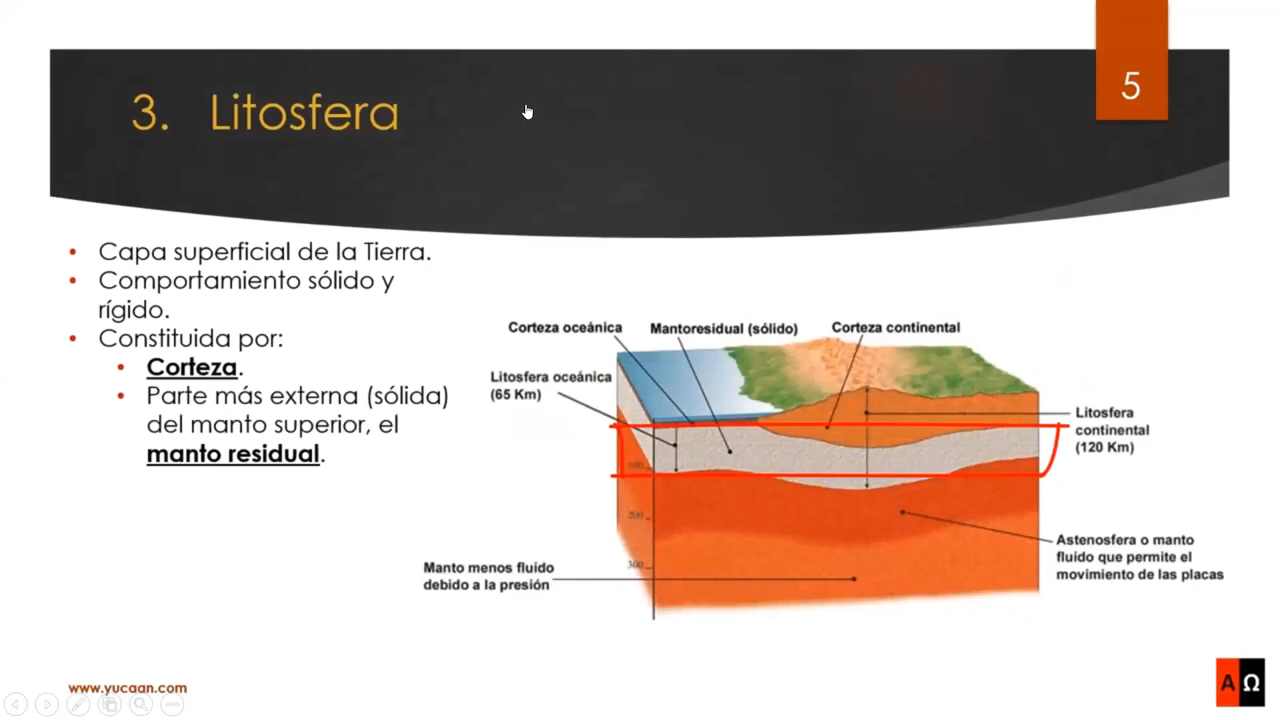 5
3. Litosfera
• Capa superficial de la Tierra.
• Comportamiento sólido y
rígido.
• Constituida por:
• Corteza.
• Parte más externa (sólida)
del manto superior, el
manto residual.
Corteza oceánica
Mantoresidual (sólido)
Corteza continental
Litosfera oceánica
(65 Km)
Litosfera
continental
(120 Km)
100
200
300
Astenosfera o manto
fluido que permite el
movimiento de las placas
Manto menos fluido
debido a la presión
www.yucaan.com
A Ω